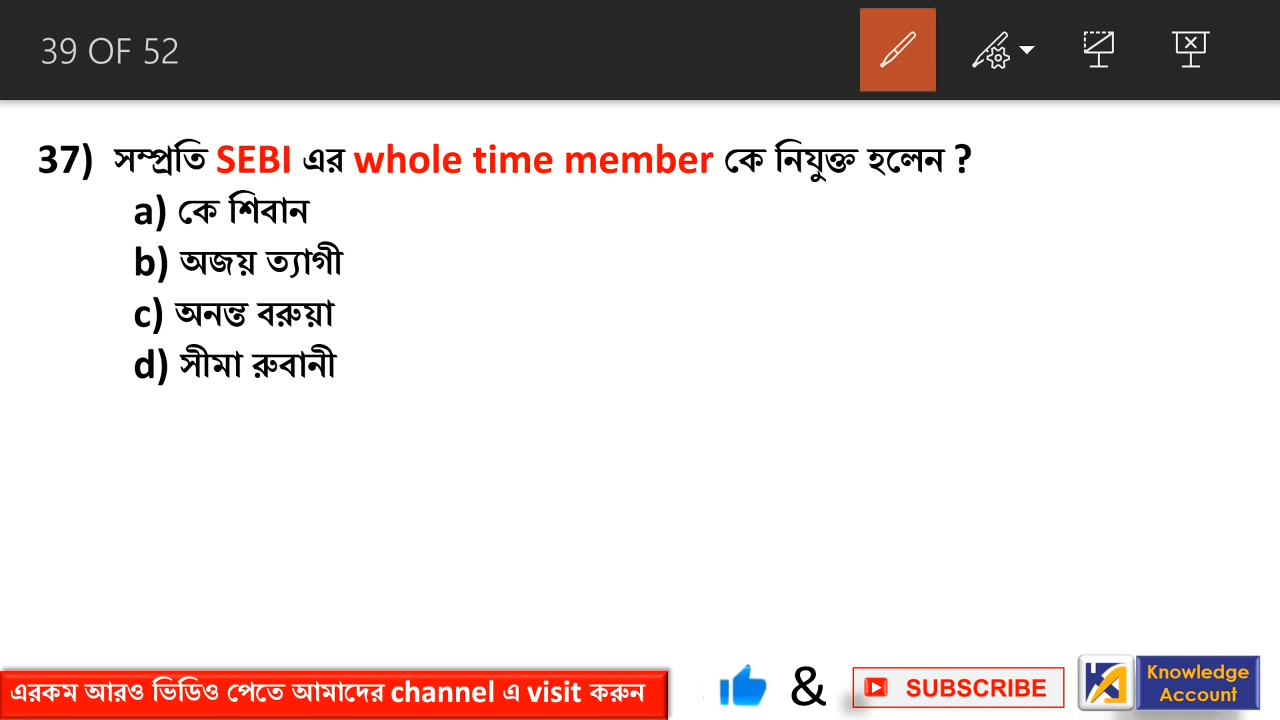 39 OF 52
37) সম্প্রতি SEBI এর whole time member কে নিযুক্ত হলেন ?
a) কে শিবান
b) অজয় ত্যাগী
c) অনন্ত বরুয়া
d) সীমা রুবানী
এরকম আরও ভিডিও পেতে আমাদের channel এ visit করুন
&
SUBSCRIBE
Knowledge
Account